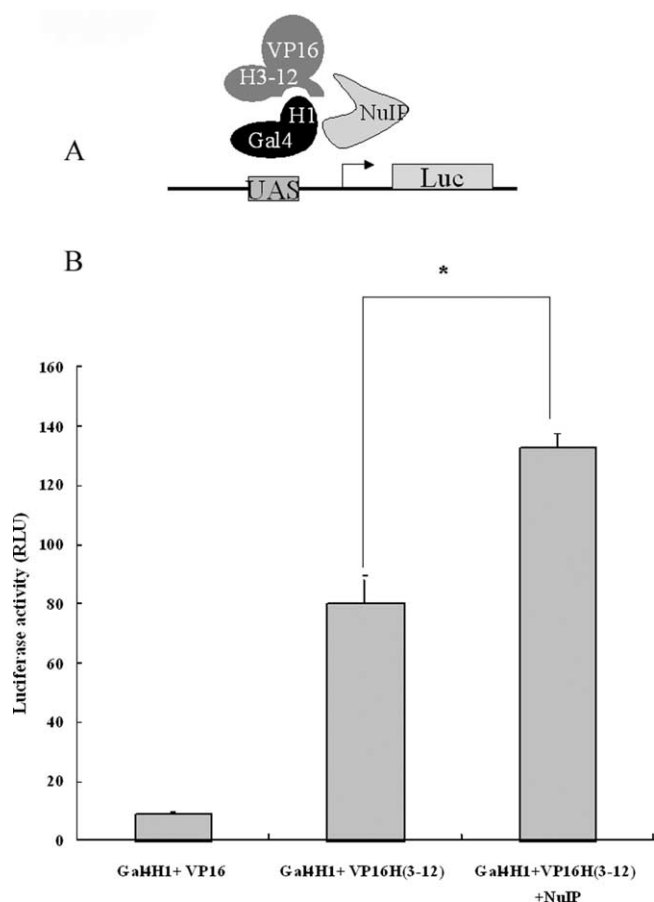 VP16
H3-12
H1
NuIP
Gal4
A
UAS
Luc
B
*
160
140
120
100
80
60
40
20
0
Luciferase activity (RLU)
Gal4H1+ VP16
Gal4H1+ VP16H(3-12)
Gal4H1+VP16H(3-12)
+NuIP